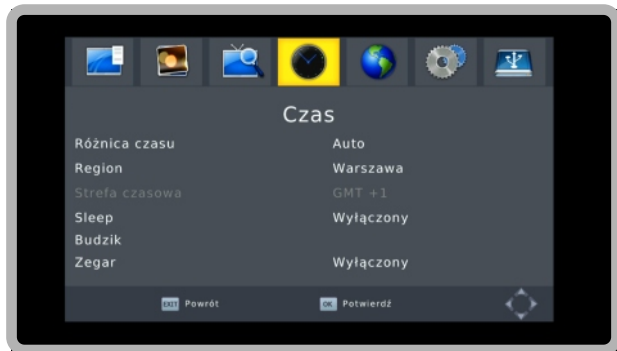 Czas
Różnica czasu Auto
Region Warszawa
Strefa czasowa GMT +1
Sleep Wyłączony
Budzik
Zegar Wyłączony
EXIT Powrót OK Potwierdź